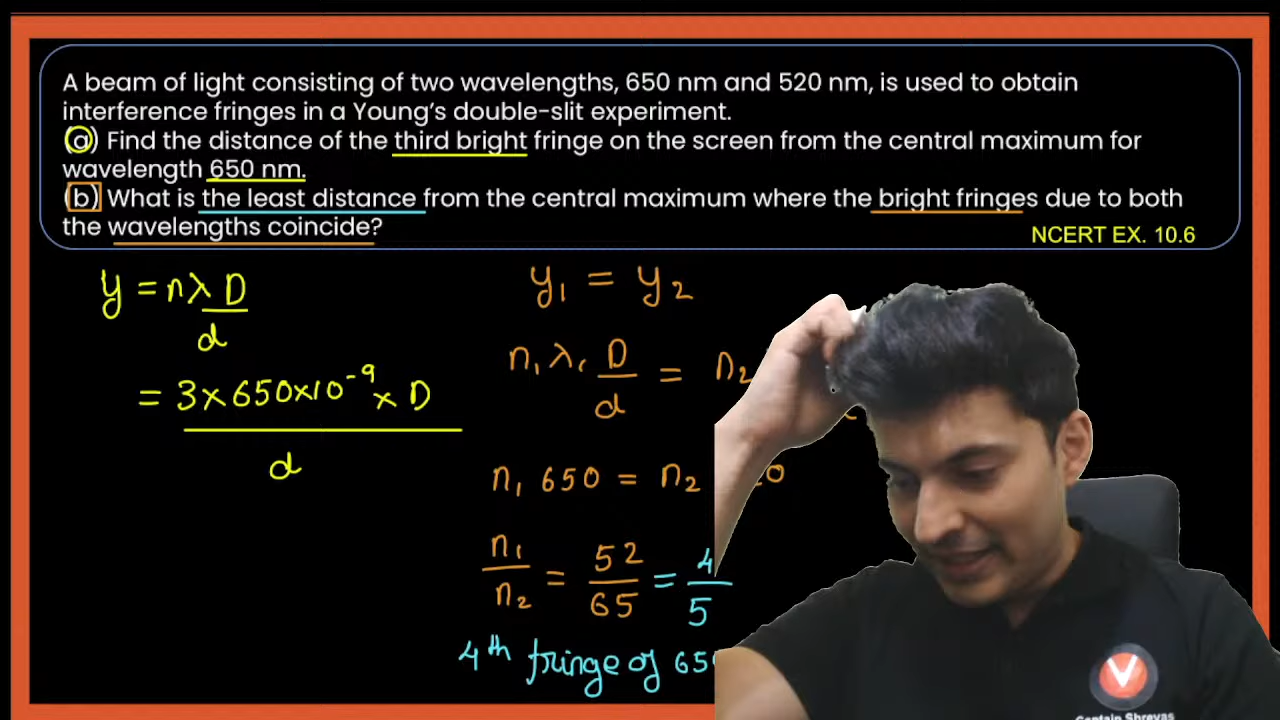 A beam of light consisting of two wavelengths, 650 nm and 520 nm, is used to obtain
interference fringes in a Young's double-slit experiment.
(a) Find the distance of the third bright fringe on the screen from the central maximum for
wavelength 650 nm.
(b) What is the least distance from the central maximum where the bright fringes due to both
the wavelengths coincide?
NCERT EX. 10.6
y = nλD/d
= 3×650×10⁻⁹×D/d
y₁ = y₂
n₁λ₁ D/d = n₂
n₁ 650 = n₂
n₁/n₂ = 52/65 = 4/5
4th fringe of
V
Captain Shreyas